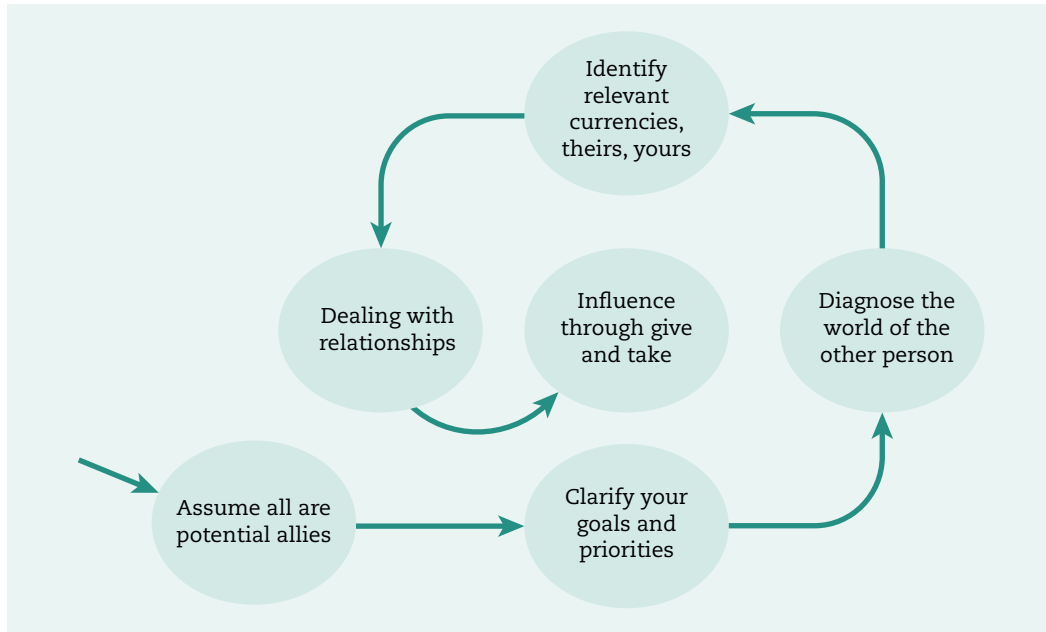 Identify
relevant
currencies,
theirs, yours
Dealing with
relationships
Influence
through give
and take
Diagnose the
world of the
other person
Assume all are
potential allies
Clarify your
goals and
priorities